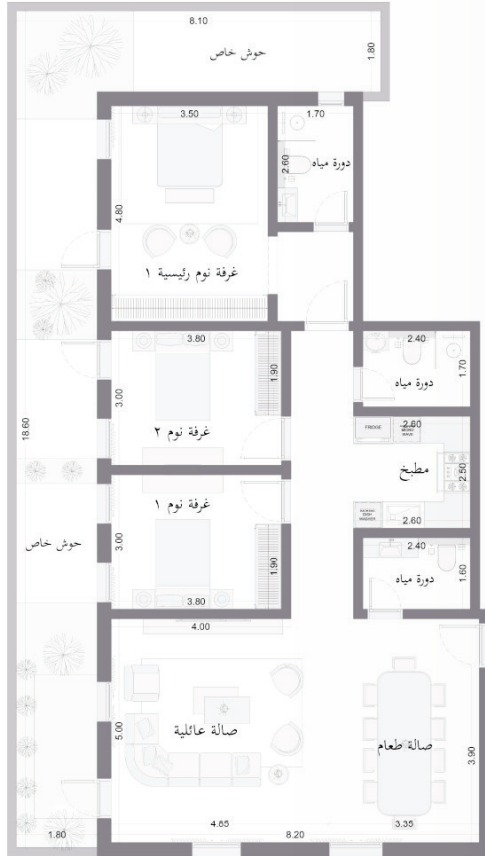 8.10
حوش خاص
1.80
3.50
1.70
2.60
دورة مياه
4.80
غرفة نوم رئيسية ١
3.80
1.90
2.40
1.70
دورة مياه
3.00
غرفة نوم ٢
18.60
2.60
FRIDGE
مطبخ
2.50
غرفة نوم ١
2.60
حوش خاص
3.00
1.90
3.80
2.40
دورة مياه
1.60
4.00
5.00
صالة عائلية
صالة طعام
3.90
1.80
4.85
3.35
8.20